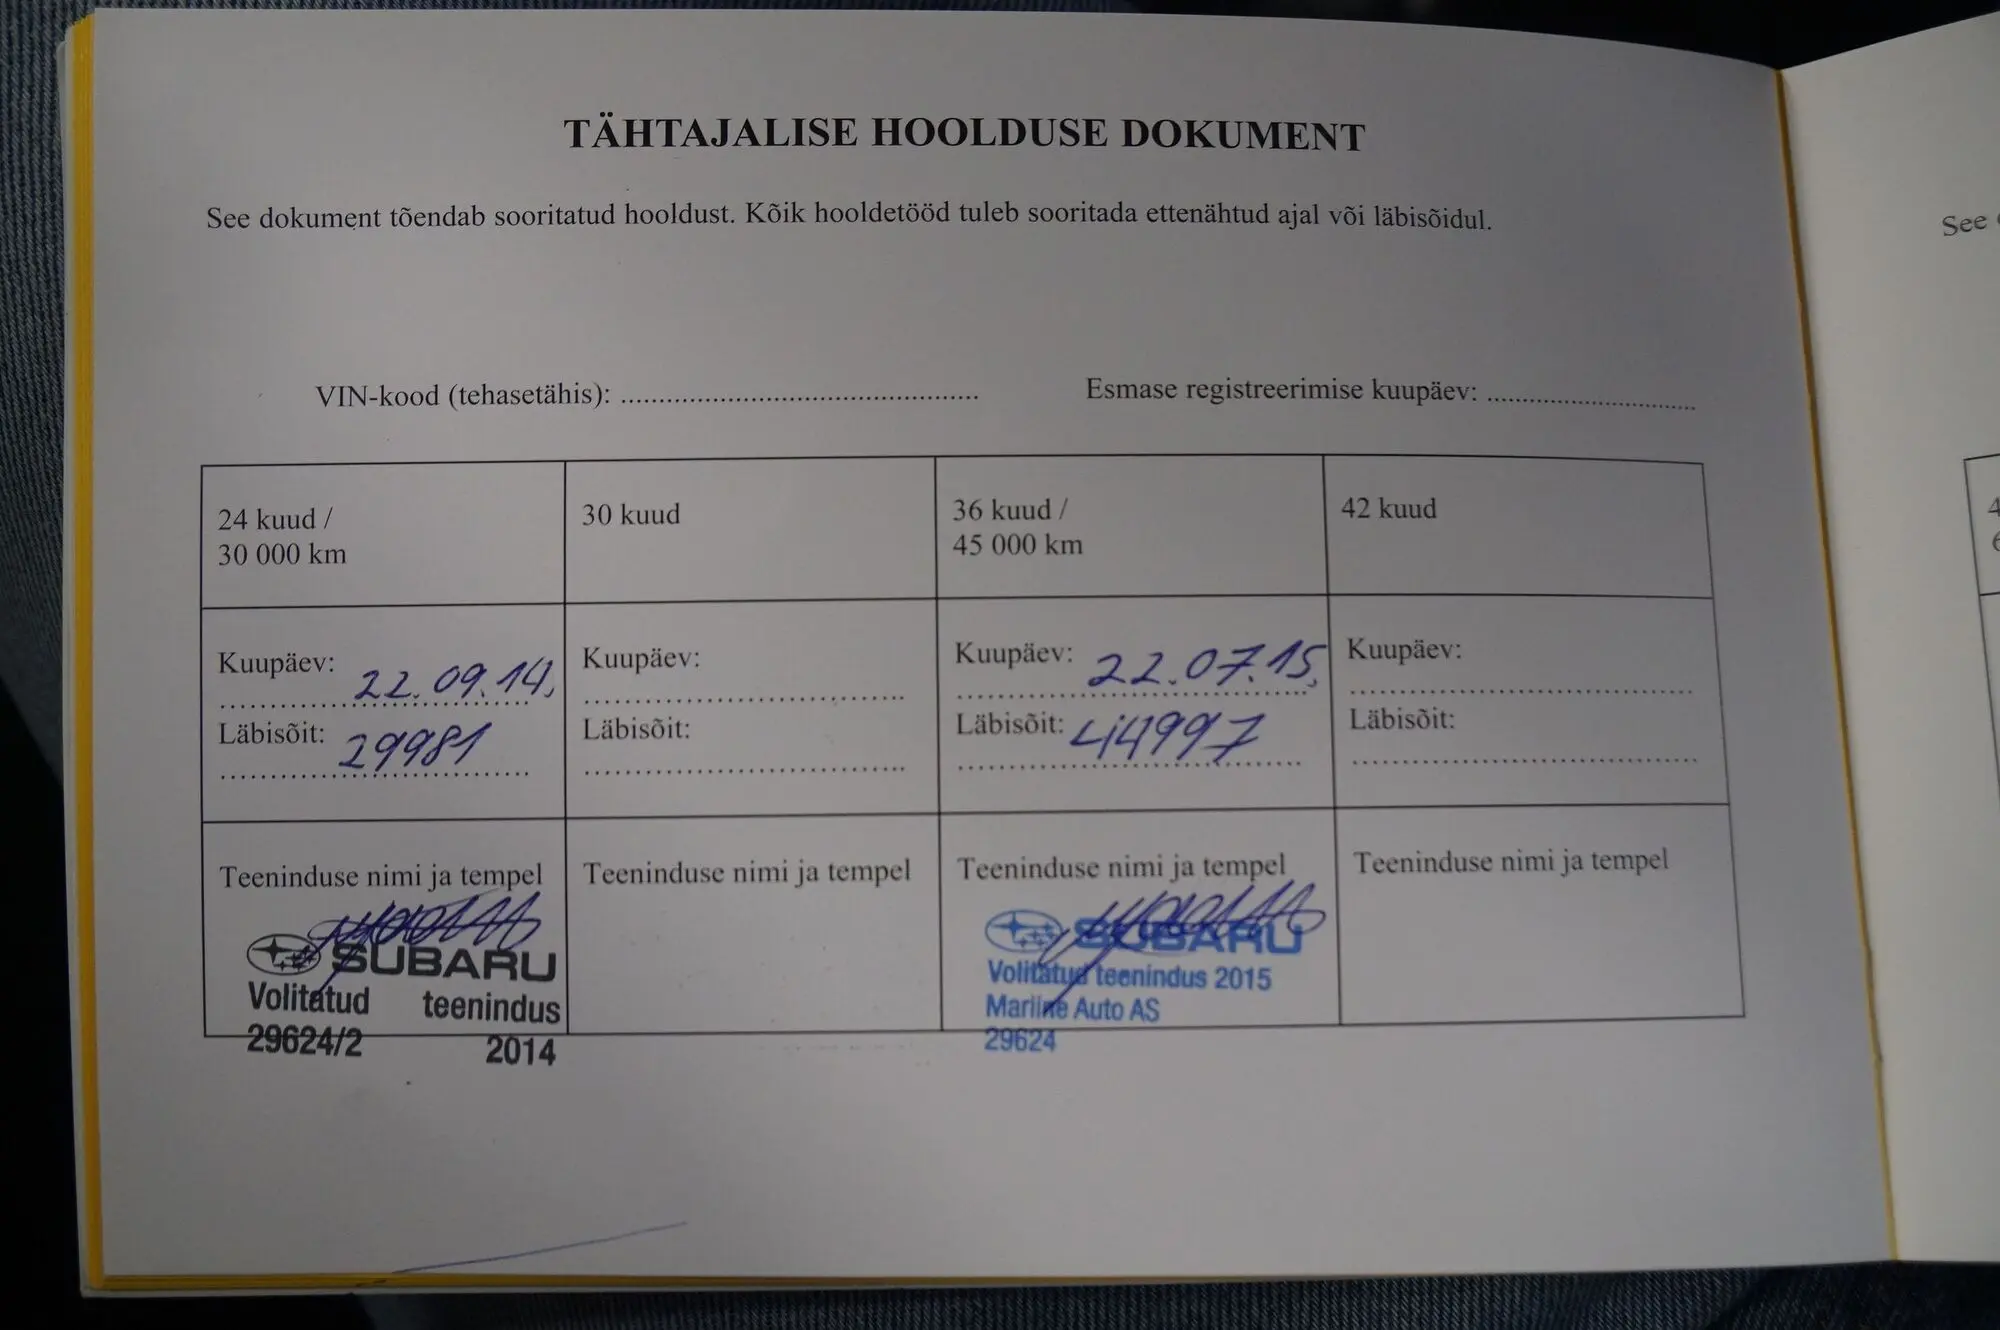 TÄHTAJALISE HOOLDUSE DOKUMENT
See dokument tõendab sooritatud hooldust. Kõik hooldetööd tuleb sooritada ettenähtud ajal või läbisõidul.
See
VIN-kood (tehasetähis): ................................................
Esmase registreerimise kuupäev: ............................
24 kuud /
30 000 km
30 kuud
36 kuud /
45 000 km
42 kuud
Kuupäev: 22.09.14,
Läbisõit: 29981
Kuupäev:
Läbisõit:
Kuupäev: 22.07.15,
Läbisõit: 44997
Kuupäev:
Läbisõit:
Teeninduse nimi ja tempel
SUBARU
Volitatud teenindus
29624/2 2014
Teeninduse nimi ja tempel
Teeninduse nimi ja tempel
SUBARU
Volitatud teenindus 2015
Mariine Auto AS
29624
Teeninduse nimi ja tempel